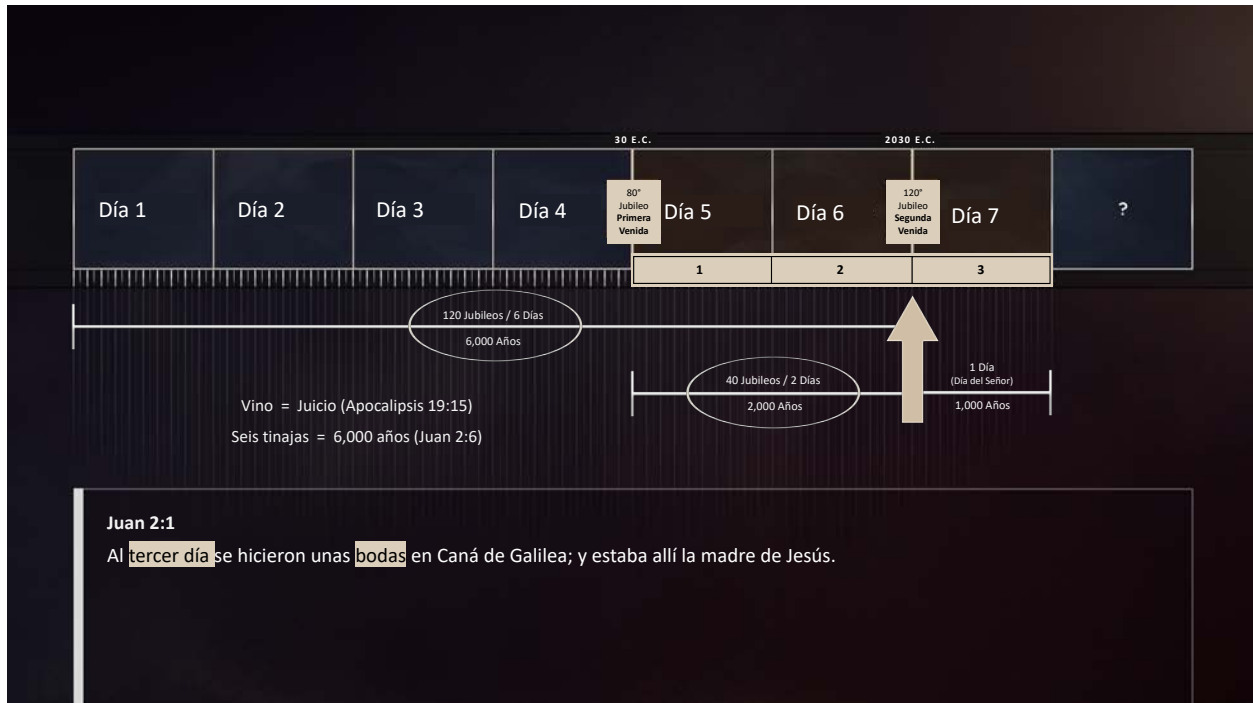 30 E.C.
2030 E.C.
Día 1
Día 2
Día 3
Día 4
80°
Jubileo
Primera
Venida
Día 5
Día 6
120°
Jubileo
Segunda
Venida
Día 7
?
1
2
3
120 Jubileos / 6 Días
6,000 Años
40 Jubileos / 2 Días
2,000 Años
1 Día
(Día del Señor)
1,000 Años
Vino = Juicio (Apocalipsis 19:15)
Seis tinajas = 6,000 años (Juan 2:6)
Juan 2:1
Al tercer día se hicieron unas bodas en Caná de Galilea; y estaba allí la madre de Jesús.